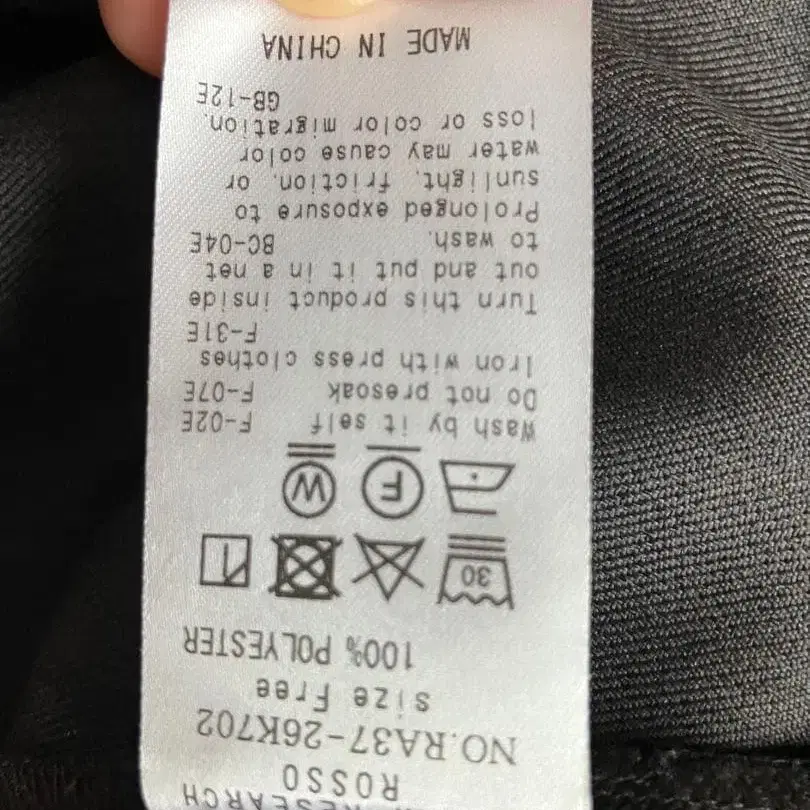 RESEARCH
ROSSO
NO.RA37-26K702
size Free
100% POLYESTER
30
F W
Wash by it self F-02E
Do not presoak F-07E
Iron with press clothes
F-31E
Turn this product inside
out and put it in a net
to wash. BC-04E
Prolonged exposure to
sunlight, friction, or
water may cause color
loss or color migration.
GB-12E
MADE IN CHINA